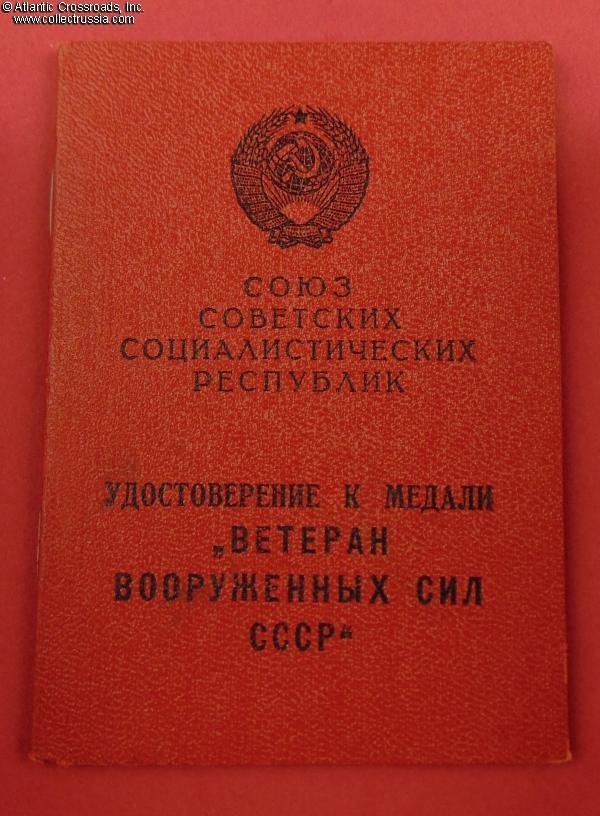 © Atlantic Crossroads, Inc.
www.collectrussia.com
СОЮЗ
СОВЕТСКИХ
СОЦИАЛИСТИЧЕСКИХ
РЕСПУБЛИК
УДОСТОВЕРЕНИЕ К МЕДАЛИ
„ВЕТЕРАН
ВООРУЖЕННЫХ СИЛ
СССР“